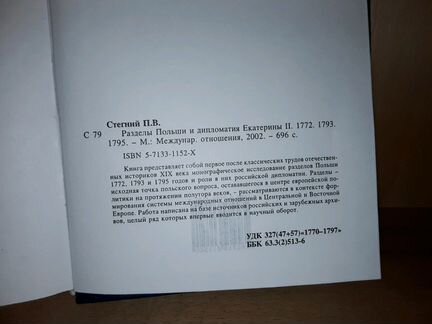 Стегний П.В.
С 79 Разделы Польши и дипломатия Екатерины II. 1772. 1793.
1795. – М.: Междунар. отношения, 2002. – 696 с.
ISBN 5-7133-1152-X
Книга представляет собой первое после классических трудов отечествен-
ных историков XIX века монографическое исследование разделов Польши
1772, 1793 и 1795 годов и роли в них российской дипломатии. Разделы –
исходная точка польского вопроса, остававшегося в центре европейской по-
литики на протяжении полутора веков, – рассматриваются в контексте фор-
мирования системы международных отношений в Центральной и Восточной
Европе. Работа написана на базе источников российских и зарубежных архи-
вов, целый ряд которых впервые вводится в научный оборот.
УДК 327(47+57)«1770–1797»
ББК 63.3(2)513-6